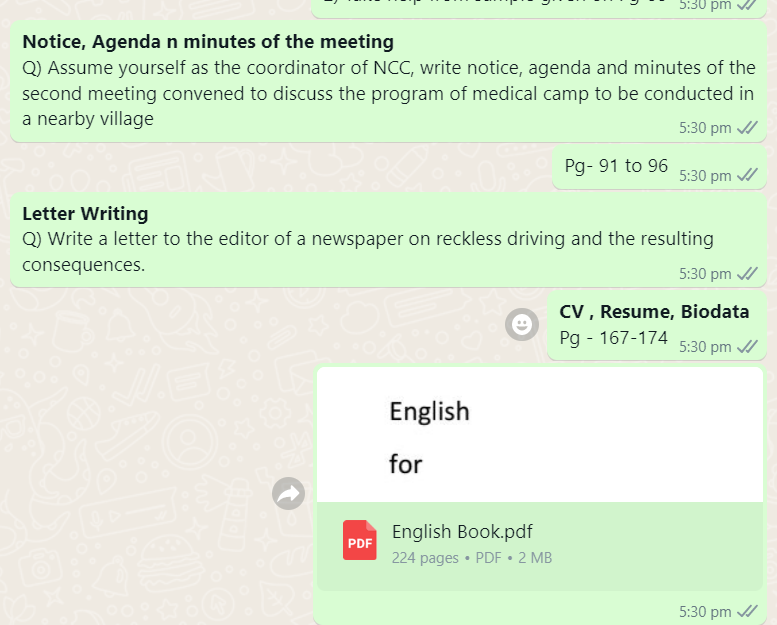 5:30 pm
Notice, Agenda n minutes of the meeting
Q) Assume yourself as the coordinator of NCC, write notice, agenda and minutes of the
second meeting convened to discuss the program of medical camp to be conducted in
a nearby village
5:30 pm
Pg- 91 to 96
5:30 pm
Letter Writing
Q) Write a letter to the editor of a newspaper on reckless driving and the resulting
consequences.
5:30 pm
CV , Resume, Biodata
Pg - 167-174
5:30 pm
English
for
PDF
English Book.pdf
224 pages • PDF • 2 MB
5:30 pm